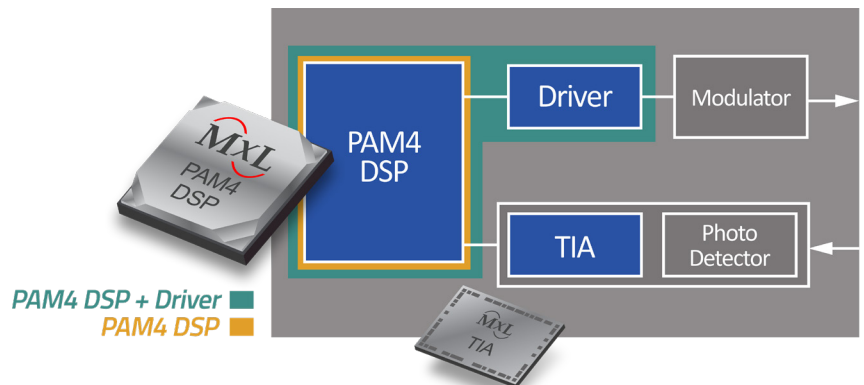 PAM4
DSP
Driver
Modulator
TIA
Photo
Detector
MxL
PAM4
DSP
PAM4 DSP + Driver
PAM4 DSP
MxL
TIA